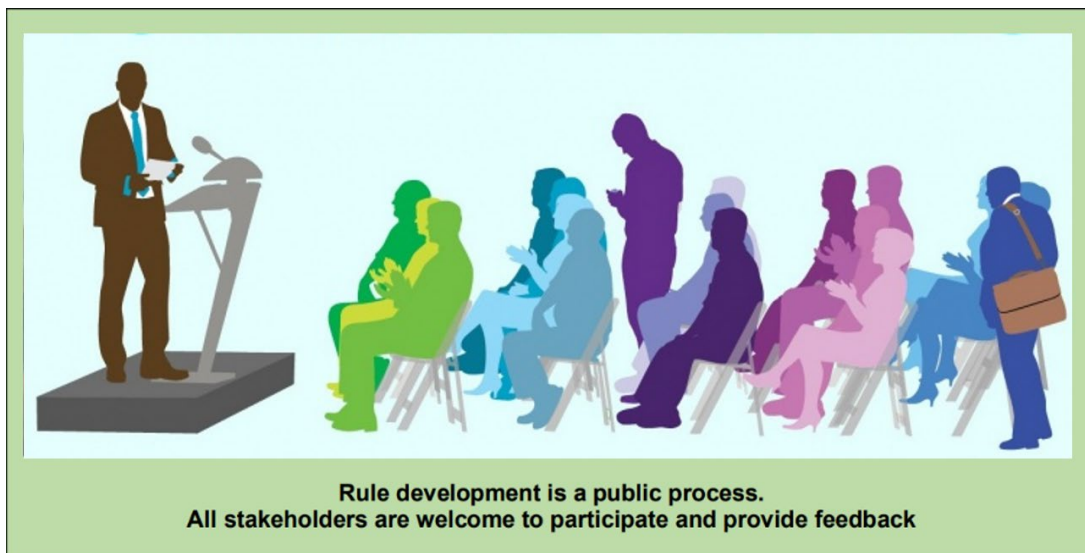 Rule development is a public process.
All stakeholders are welcome to participate and provide feedback